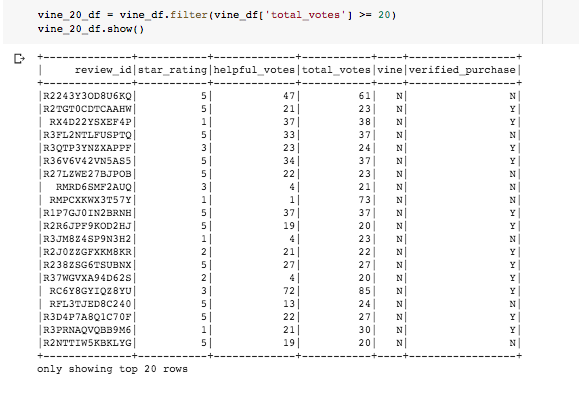 vine_20_df = vine_df.filter(vine_df['total_votes'] >= 20)
vine_20_df.show()
+--------------+-----------+-------------+-----------+----+-----------------+
|     review_id|star_rating|helpful_votes|total_votes|vine|verified_purchase|
+--------------+-----------+-------------+-----------+----+-----------------+
|R2243Y3OD8U6KQ|          5|           47|         61|   N|                N|
|R2TGT0CDTCAAHW|          5|           21|         23|   N|                Y|
| RX4D22YSXEF4P|          1|           37|         38|   N|                Y|
|R3FL2NTLFUSPTQ|          5|           33|         37|   N|                Y|
|R3QTP3YNZXAPPF|          3|           23|         24|   N|                Y|
|R36V6V42VN5AS5|          5|           34|         37|   N|                Y|
|R27LZWE27BJPOB|          5|           22|         23|   N|                N|
| RMRD6SMF2AUQ|          3|            4|         21|   N|                N|
| RMPCXKWX3T57Y|          1|            1|         73|   N|                N|
|R1P7GJ0IN2BRNH|          5|           37|         37|   N|                Y|
|R2R6JPF9KOD2HJ|          5|           19|         20|   N|                Y|
|R3JM8Z4SP9N3H2|          1|            4|         23|   N|                N|
|R2J0ZZGFXKM8KR|          2|           21|         22|   N|                Y|
|R238ZSG6TSUBNX|          5|           27|         27|   N|                Y|
|R37WGVXA94D62S|          2|            4|         20|   N|                Y|
| RC6Y8GYIQZ8YU|          3|           72|         85|   N|                Y|
| RFL3TJED8C240|          5|           13|         24|   N|                N|
|R3D4P7A8Q1C70F|          5|           22|         27|   N|                Y|
|R3PRNAQVQBB9M6|          1|           21|         30|   N|                Y|
|R2NTTIW5KBKLYG|          5|           19|         20|   N|                N|
+--------------+-----------+-------------+-----------+----+-----------------+
only showing top 20 rows